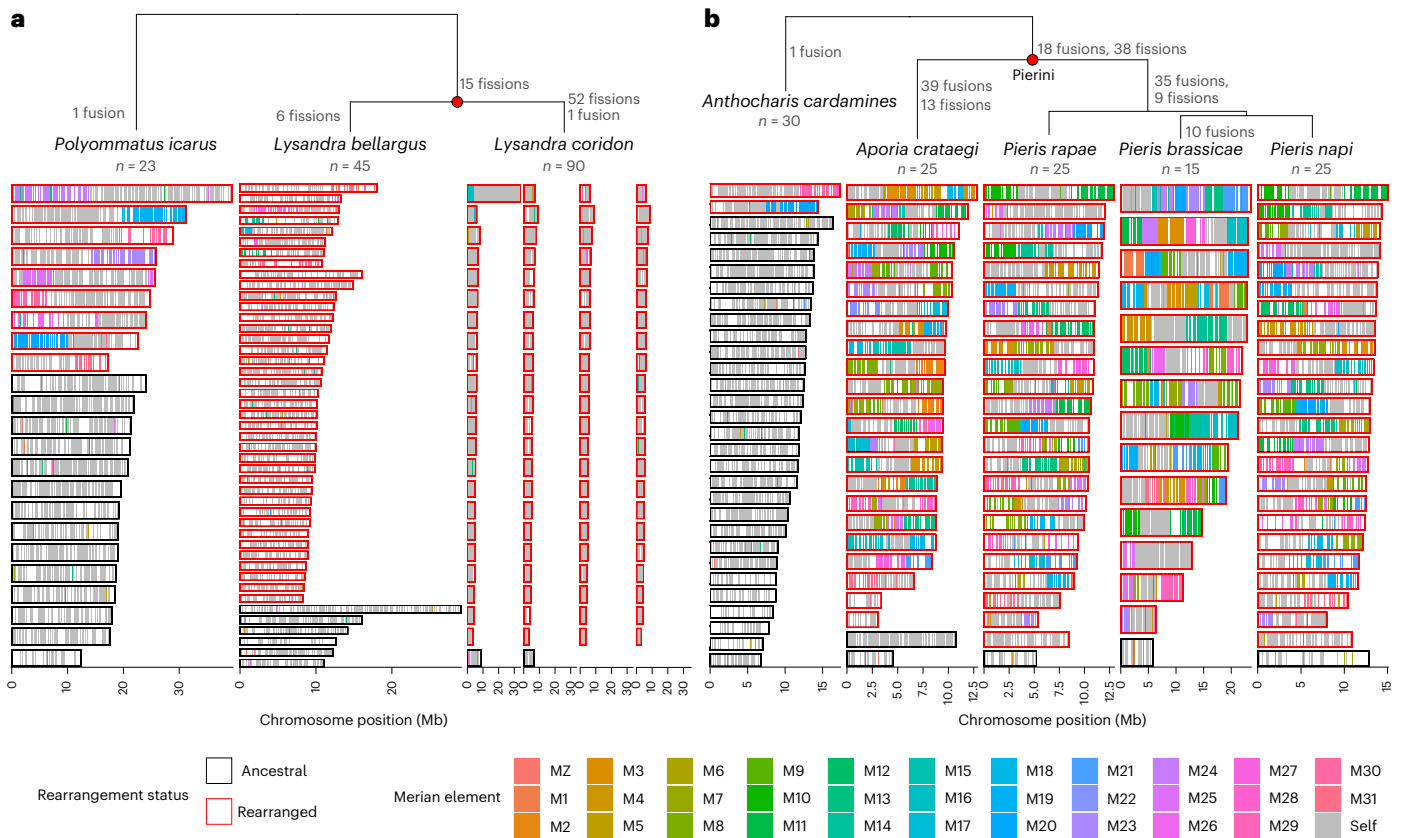 a
15 fissions
1 fusion
6 fissions
52 fissions
1 fusion
Polyommatus icarus
n = 23
Lysandra bellargus
n = 45
Lysandra coridon
n = 90
0 10 20 30
0 10 20
0 10 20 30
0 10 20 30
0 10 20 30
0 10 20 30
Chromosome position (Mb)
b
1 fusion
18 fusions, 38 fissions
Pierini
39 fusions
13 fissions
35 fusions,
9 fissions
10 fusions
Anthocharis cardamines
n = 30
Aporia crataegi
n = 25
Pieris rapae
n = 25
Pieris brassicae
n = 15
Pieris napi
n = 25
0 5 10 15
0 2.5 5.0 7.5 10.0 12.5
0 2.5 5.0 7.5 10.0 12.5
0 5 10 15 20
0 5 10 15
Chromosome position (Mb)
Rearrangement status
Ancestral
Rearranged
Merian element
MZ M3 M6 M9 M12 M15 M18 M21 M24 M27 M30
M1 M4 M7 M10 M13 M16 M19 M22 M25 M28 M31
M2 M5 M8 M11 M14 M17 M20 M23 M26 M29 Self